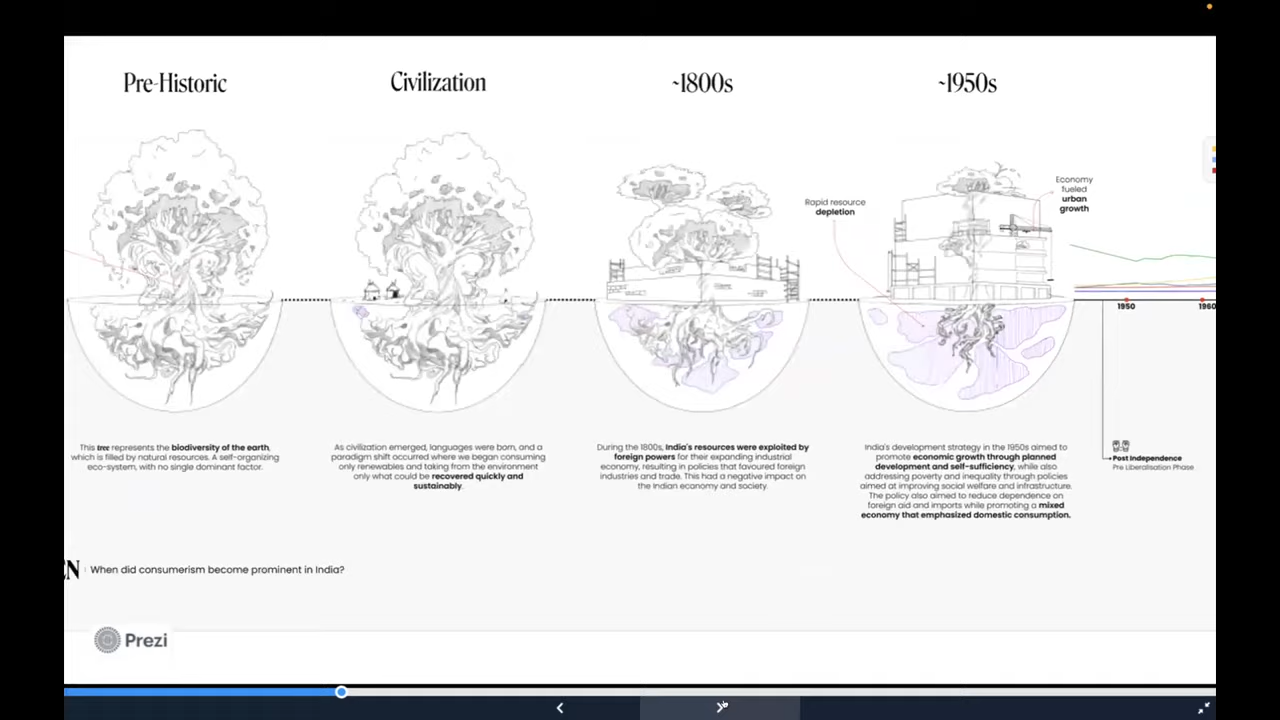 Pre-Historic
Civilization
~1800s
~1950s
Economy
fueled
urban
growth
Rapid resource
depletion
1950
1960
This tree represents the biodiversity of the earth,
which is filled by natural resources. A self-organizing
eco-system, with no single dominant factor.
As civilization emerged, languages were born, and a
paradigm shift occurred where we began consuming
only renewables and taking from the environment
only what could be recovered quickly and
sustainably.
During the 1800s, India's resources were exploited by
foreign powers for their expanding industrial
economy, resulting in policies that favoured foreign
industries and trade. This had a negative impact on
the Indian economy and society.
India's development strategy in the 1950s aimed to
promote economic growth through planned
development and self-sufficiency, while also
addressing poverty and inequality through policies
aimed at improving social welfare and infrastructure.
The policy also aimed to reduce dependence on
foreign aid and imports while promoting a mixed
economy that emphasized domestic consumption.
Post Independence
Pre Liberalisation Phase
EN When did consumerism become prominent in India?
Prezi